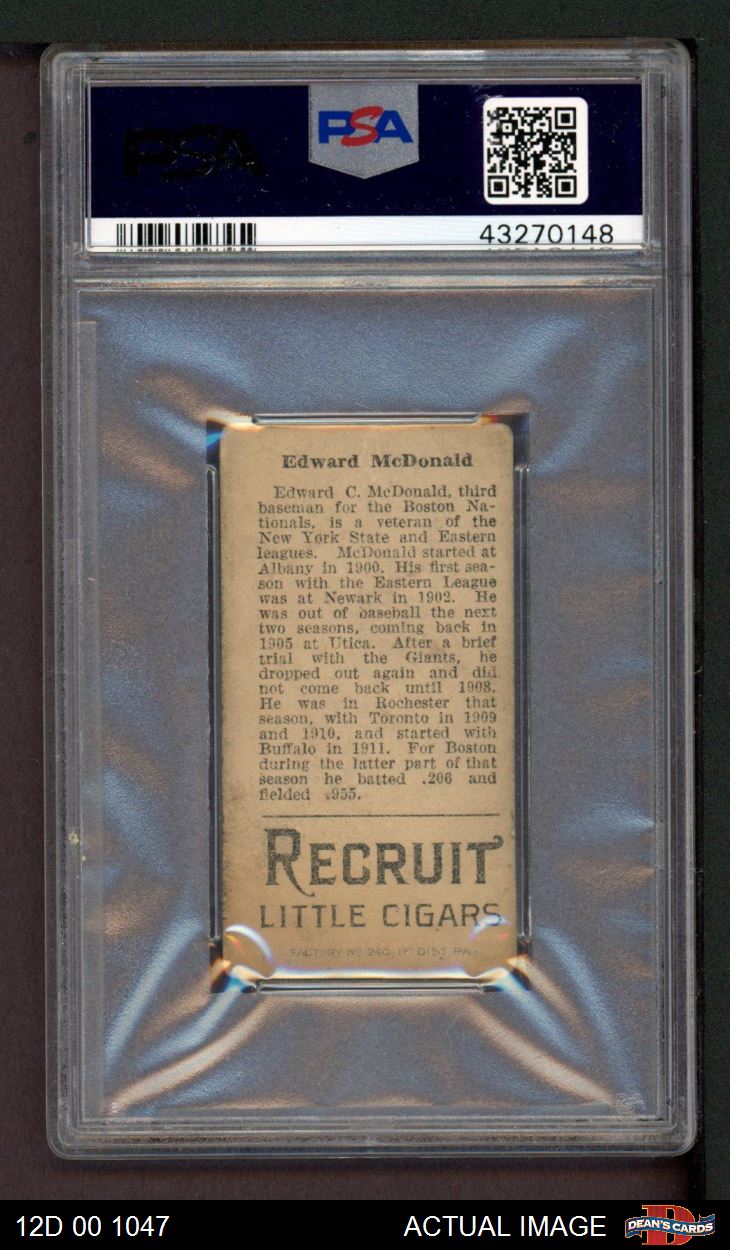 PSA
PSA
43270148
Edward McDonald
Edward C. McDonald, third
baseman for the Boston Na-
tionals, is a veteran of the
New York State and Eastern
leagues. McDonald started at
Albany in 1900. His first sea-
son with the Eastern League
was at Newark in 1902. He
was out of baseball the next
two seasons, coming back in
1905 at Utica. After a brief
trial with the Giants, he
dropped out again and did
not come back until 1908.
He was in Rochester that
season, with Toronto in 1909
and 1910, and started with
Buffalo in 1911. For Boston
during the latter part of that
season he batted .206 and
fielded .955.
RECRUIT
LITTLE CIGARS
FACTORY No 240, 1ST DIST. PA.
12D 00 1047
ACTUAL IMAGE
DEAN'S CARDS